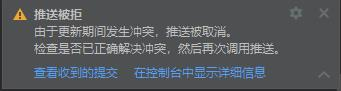 推送被拒
由于更新期间发生冲突，推送被取消。
检查是否已正确解决冲突，然后再次调用推送。
查看收到的提交 在控制台中显示详细信息